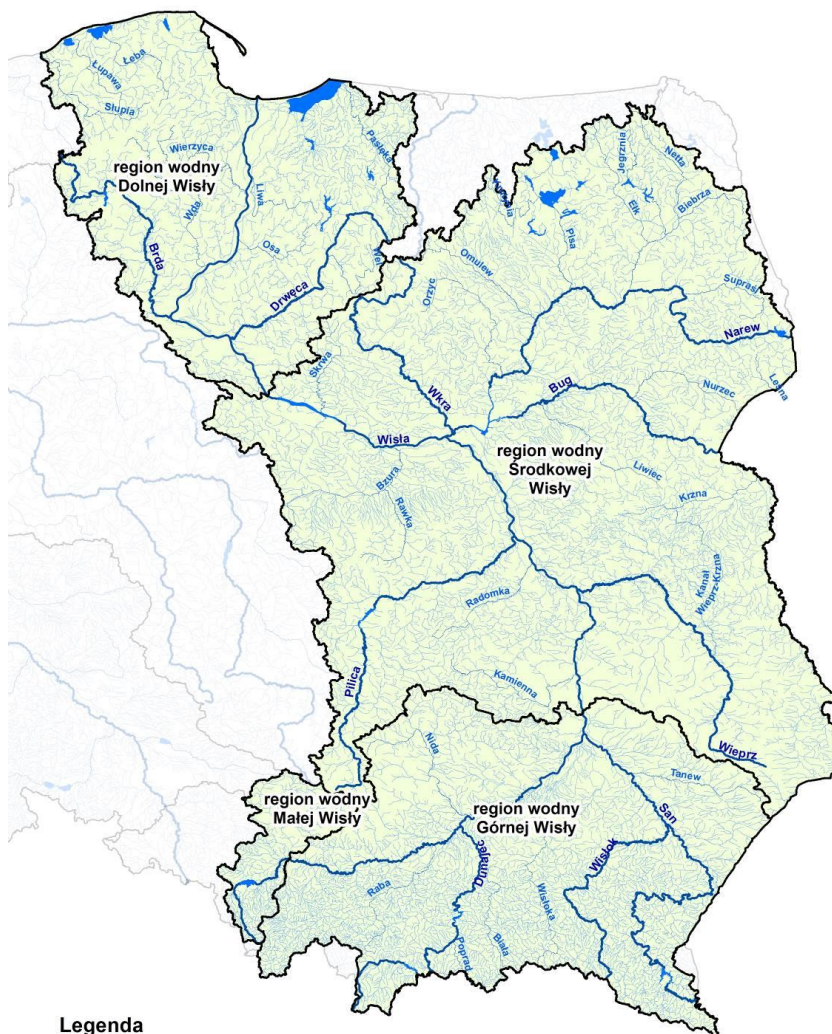 Łeba
Łupawa
Słupia
Wierzyca
region wodny
Dolnej Wisły
Pasłęka
Liwa
Wda
Brda
Osa
Drwęca
Wel
Jegrznia
Netta
Ełk
Biebrza
Pisa
Omulew
Orzyc
Supraśl
Narew
Skrwa
Wkra
Bug
Nurzec
Leśna
Wisła
region wodny
Środkowej
Wisły
Liwiec
Bzura
Rawka
Krzna
Kanał
Wieprz-Krzna
Radomka
Pilica
Kamienna
Wieprz
Nida
Tanew
region wodny
Małej Wisły
region wodny
Górnej Wisły
San
Wisłok
Dunajec
Raba
Wisłoka
Biała
Poprad
Legenda